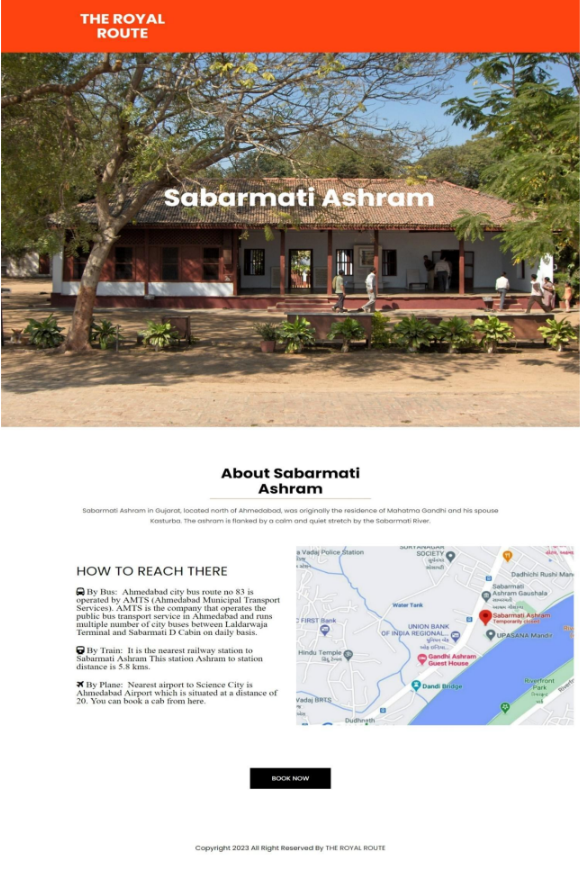 THE ROYAL
ROUTE
Sabarmati Ashram
About Sabarmati
Ashram
Sabarmati Ashram in Gujarat, located north of Ahmedabad, was originally the residence of Mahatma Gandhi and his spouse
Kasturba. The ashram is flanked by a calm and quiet stretch by the Sabarmati River.
HOW TO REACH THERE
By Bus: Ahmedabad city bus route no 83 is
operated by AMTS (Ahmedabad Municipal Transport
Services). AMTS is the company that operates the
public bus transport service in Ahmedabad and runs
multiple number of city buses between Laldarwaja
Terminal and Sabarmati D Cabin on daily basis.
By Train: It is the nearest railway station to
Sabarmati Ashram This station Ashram to station
distance is 5.8 kms.
By Plane: Nearest airport to Science City is
Ahmedabad Airport which is situated at a distance of
20. You can book a cab from here.
a Vadaj Police Station
SOCIETY
Dadhichi Rushi Man
Sabarmati
Ashram Gaushala
Water Tank
Sabarmati Ashram
Temporarily closed
C FIRST Bank
UNION BANK
OF INDIA REGIONAL...
UPASANA Mandir
Hindu Temple
Gandhi Ashram
Guest House
Dandi Bridge
Riverfront
Park
Vadaj BRTS
Dudhnath
BOOK NOW
Copyright 2023 All Right Reserved By THE ROYAL ROUTE